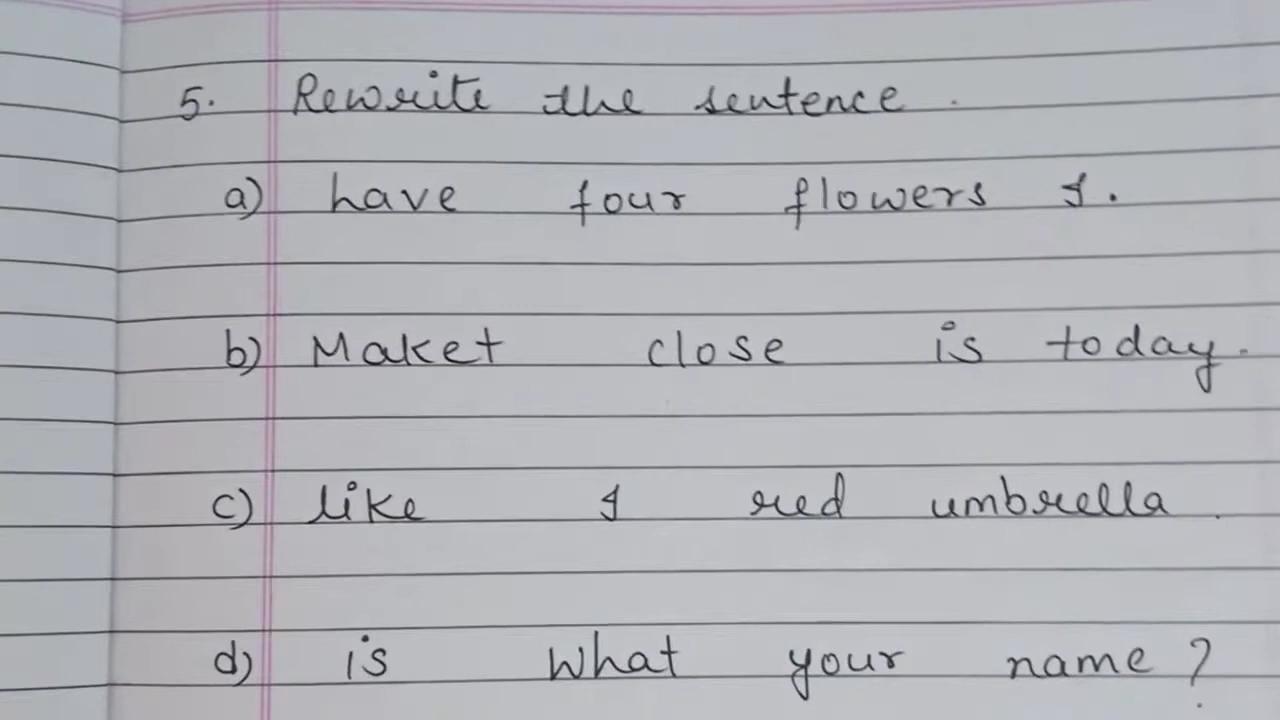 5. Rewrite the sentence.
a) have four flowers I.
b) Maket close is today.
c) like I red umbrella.
d) is What your name?